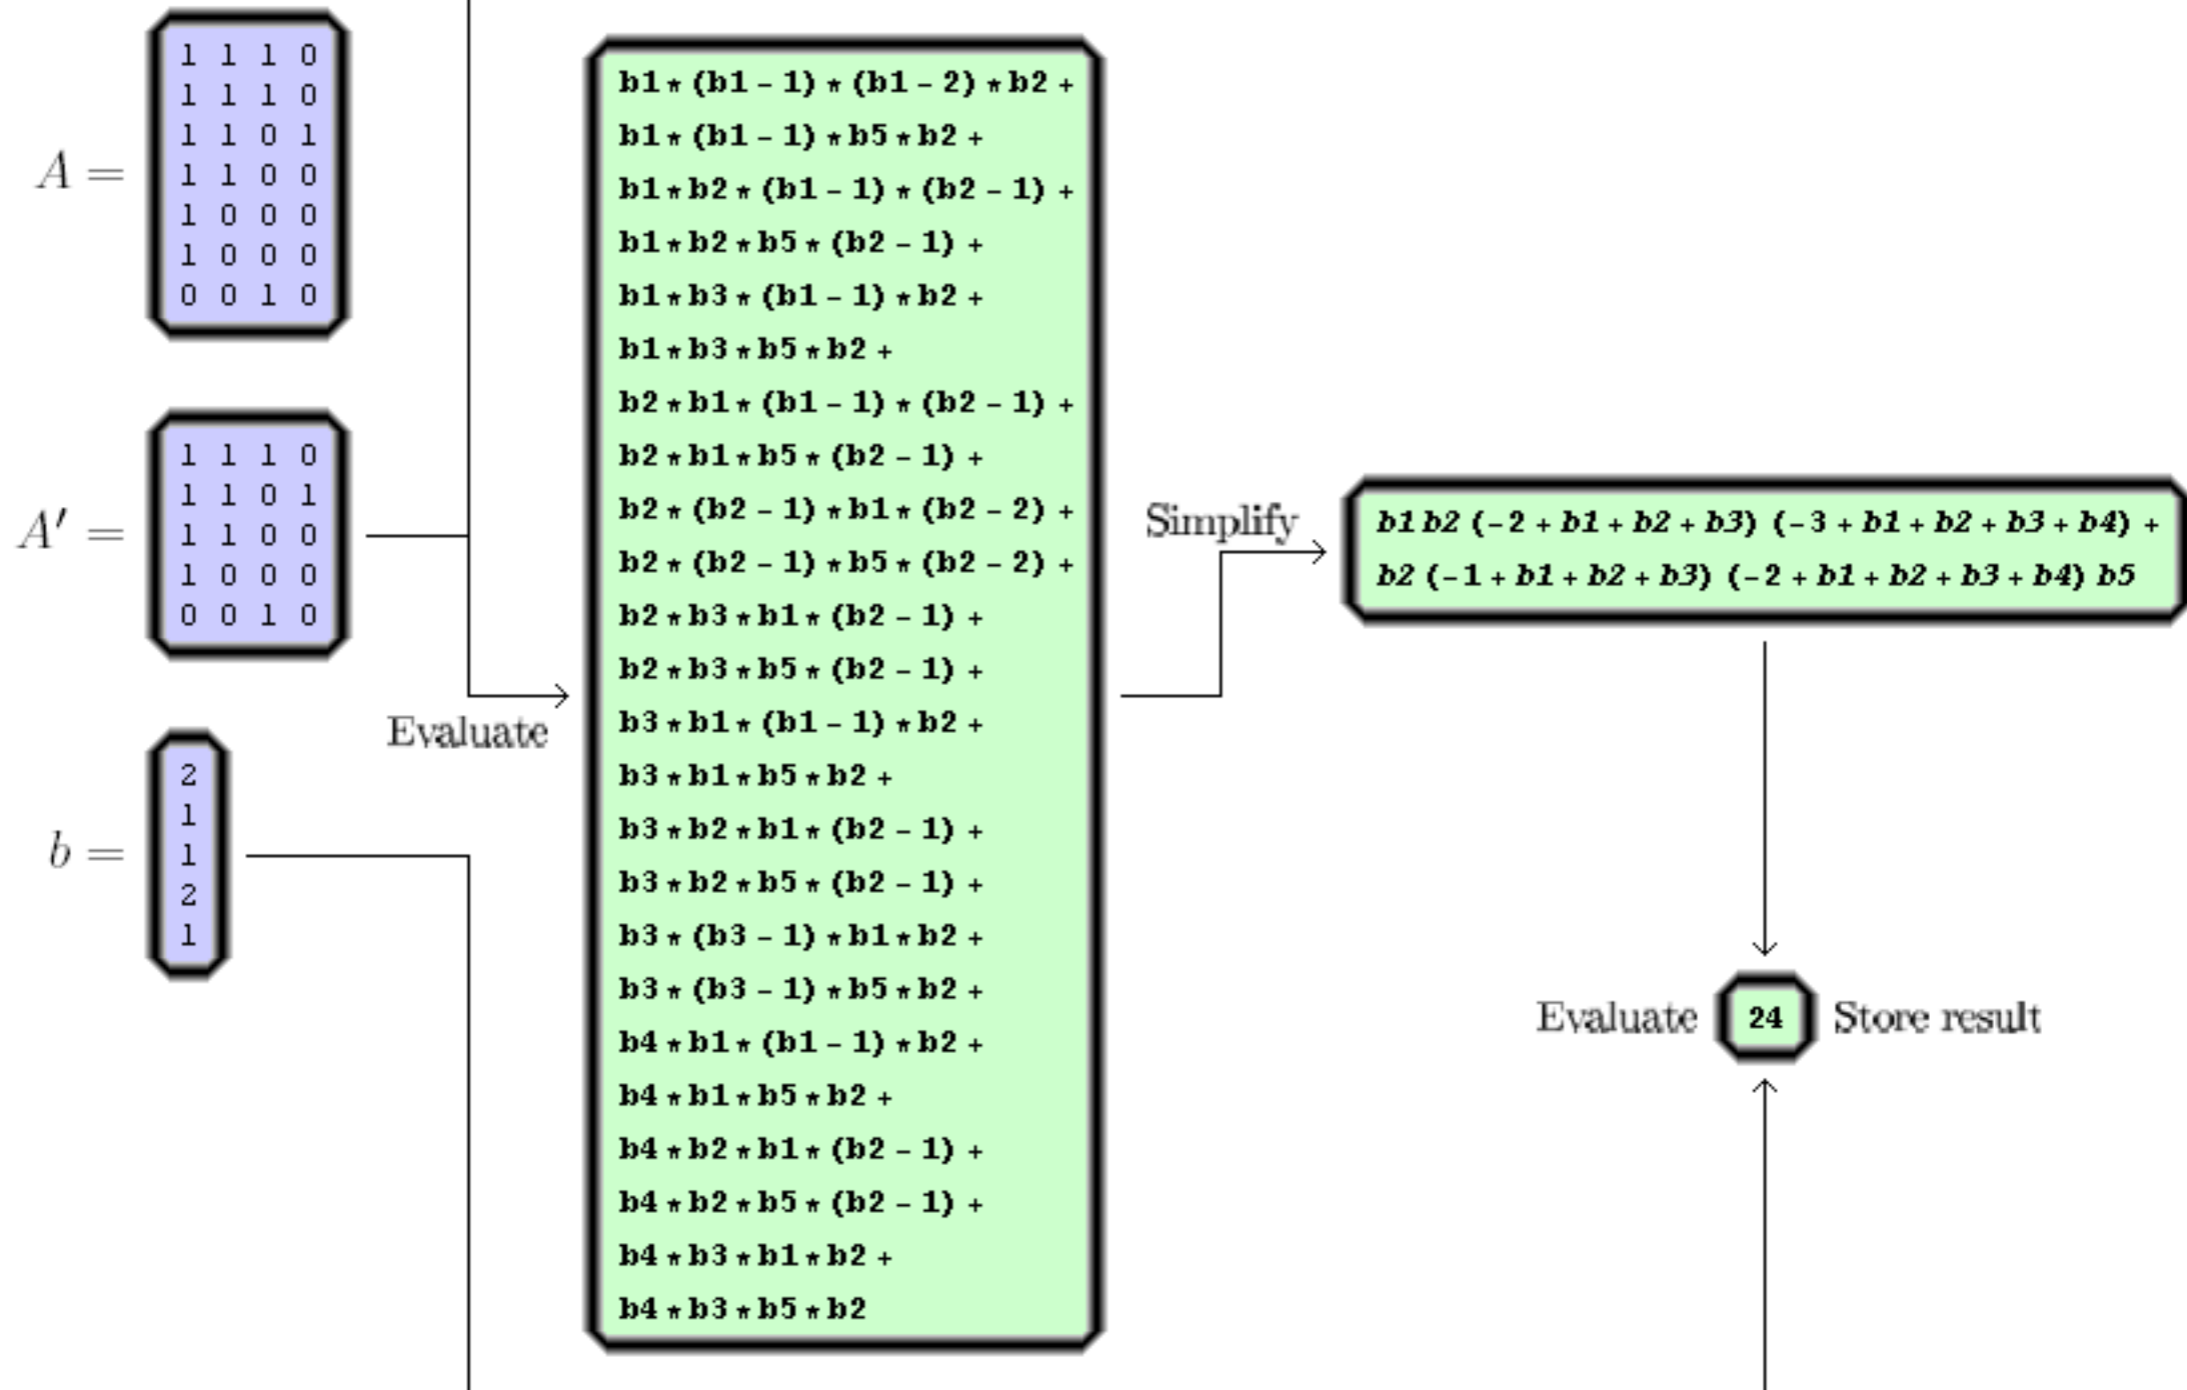 A =
1 1 1 0
1 1 1 0
1 1 0 1
1 1 0 0
1 0 0 0
1 0 0 0
0 0 1 0
A′ =
1 1 1 0
1 1 0 1
1 1 0 0
1 0 0 0
0 0 1 0
b =
2
1
1
2
1
Evaluate
b1 * (b1 - 1) * (b1 - 2) * b2 +
b1 * (b1 - 1) * b5 * b2 +
b1 * b2 * (b1 - 1) * (b2 - 1) +
b1 * b2 * b5 * (b2 - 1) +
b1 * b3 * (b1 - 1) * b2 +
b1 * b3 * b5 * b2 +
b2 * b1 * (b1 - 1) * (b2 - 1) +
b2 * b1 * b5 * (b2 - 1) +
b2 * (b2 - 1) * b1 * (b2 - 2) +
b2 * (b2 - 1) * b5 * (b2 - 2) +
b2 * b3 * b1 * (b2 - 1) +
b2 * b3 * b5 * (b2 - 1) +
b3 * b1 * (b1 - 1) * b2 +
b3 * b1 * b5 * b2 +
b3 * b2 * b1 * (b2 - 1) +
b3 * b2 * b5 * (b2 - 1) +
b3 * (b3 - 1) * b1 * b2 +
b3 * (b3 - 1) * b5 * b2 +
b4 * b1 * (b1 - 1) * b2 +
b4 * b1 * b5 * b2 +
b4 * b2 * b1 * (b2 - 1) +
b4 * b2 * b5 * (b2 - 1) +
b4 * b3 * b1 * b2 +
b4 * b3 * b5 * b2
Simplify
b1 b2 (-2 + b1 + b2 + b3) (-3 + b1 + b2 + b3 + b4) +
b2 (-1 + b1 + b2 + b3) (-2 + b1 + b2 + b3 + b4) b5
Evaluate 24 Store result